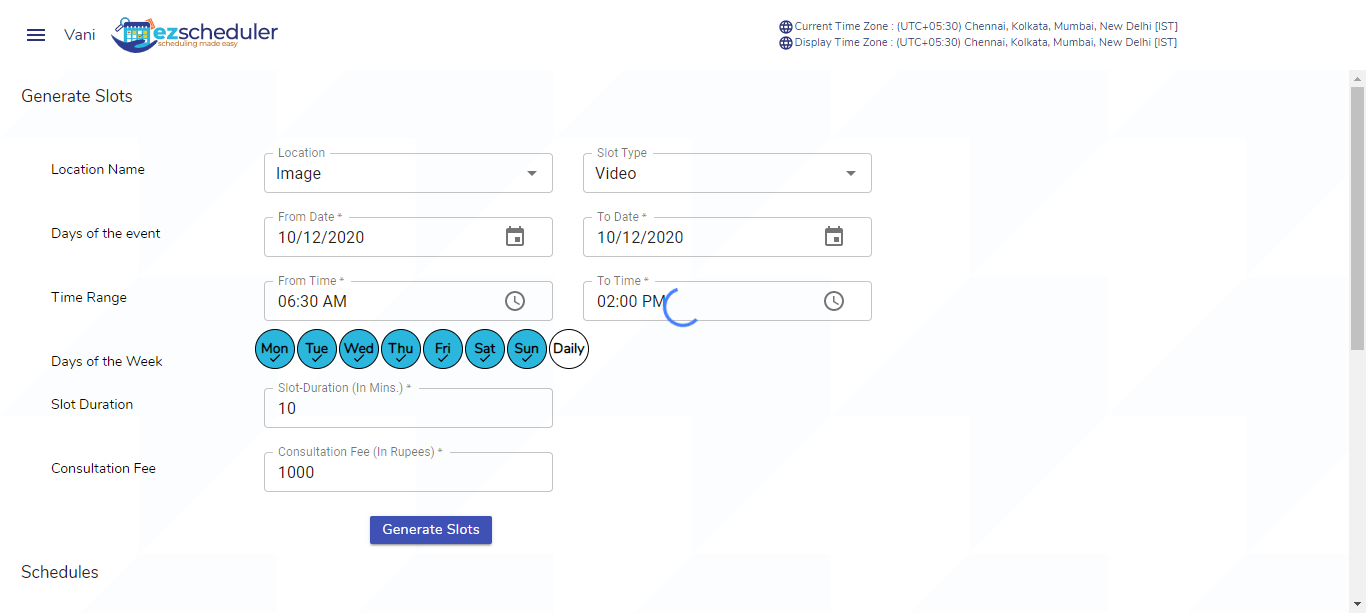 Vani
ezscheduler
scheduling made easy
Current Time Zone : (UTC+05:30) Chennai, Kolkata, Mumbai, New Delhi [IST]
Display Time Zone : (UTC+05:30) Chennai, Kolkata, Mumbai, New Delhi [IST]
Generate Slots
Location Name
Location
Image
Slot Type
Video
Days of the event
From Date *
10/12/2020
To Date *
10/12/2020
Time Range
From Time *
06:30 AM
To Time *
02:00 PM
Days of the Week
Mon Tue Wed Thu Fri Sat Sun Daily
Slot Duration
Slot-Duration (In Mins.) *
10
Consultation Fee
Consultation Fee (In Rupees) *
1000
Generate Slots
Schedules